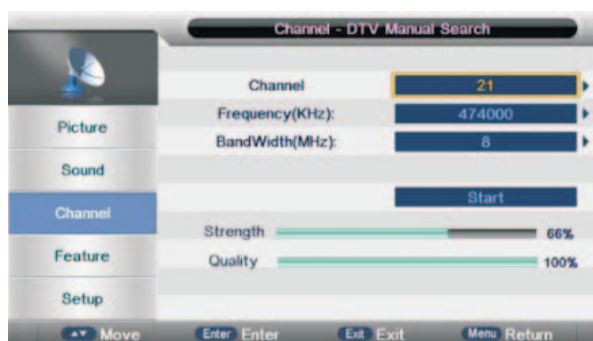 Channel - DTV Manual Search
Channel 21
Frequency(KHz): 474000
BandWidth(MHz): 8
Start
Strength 66%
Quality 100%
Picture
Sound
Channel
Feature
Setup
Move Enter Enter Exit Exit Menu Return